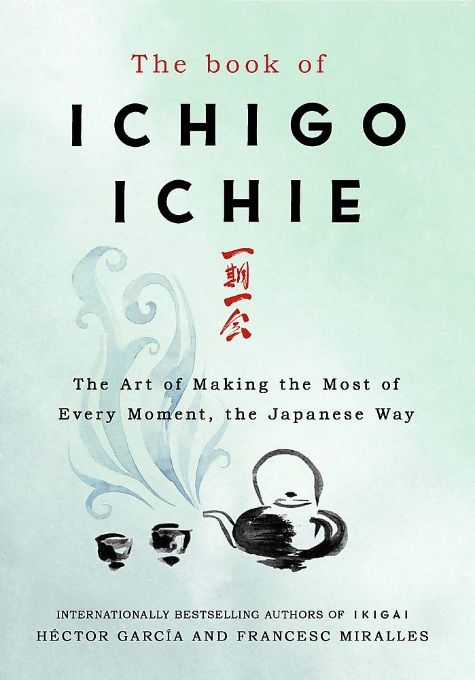 The book of
ICHIGO
ICHIE
一期一会
The Art of Making the Most of
Every Moment, the Japanese Way
INTERNATIONALLY BESTSELLING AUTHORS OF IKIGAI
HÉCTOR GARCÍA AND FRANCESC MIRALLES